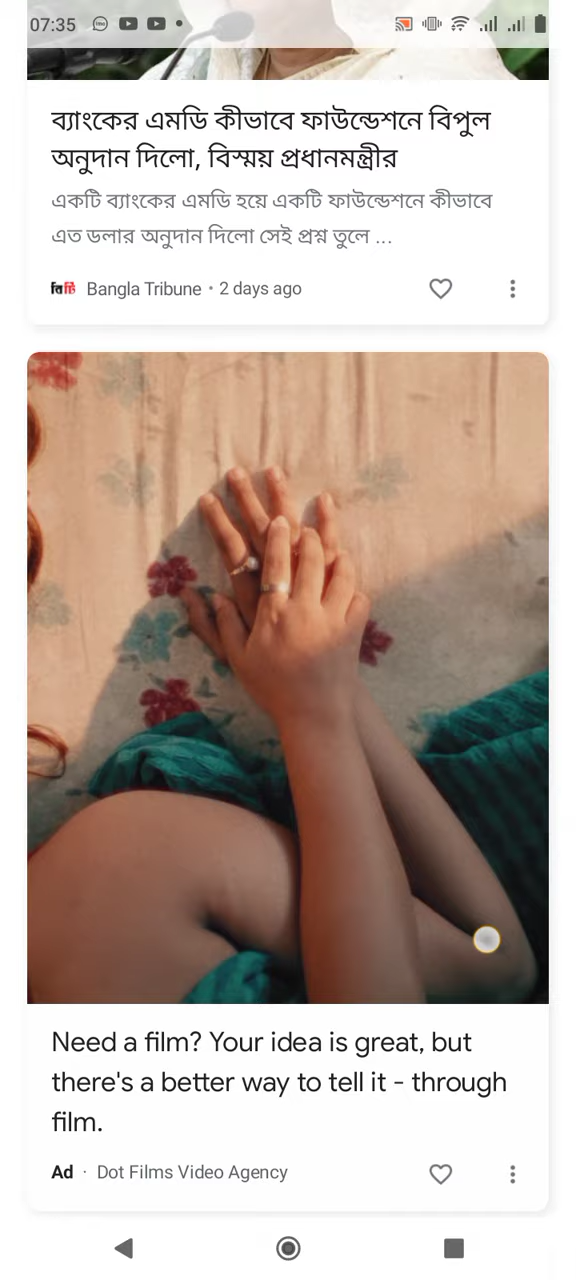 07:35
ব্যাংকের এমডি কীভাবে ফাউন্ডেশনে বিপুল
অনুদান দিলো, বিস্ময় প্রধানমন্ত্রীর
একটি ব্যাংকের এমডি হয়ে একটি ফাউন্ডেশনে কীভাবে
এত ডলার অনুদান দিলো সেই প্রশ্ন তুলে ...
Bangla Tribune • 2 days ago
Need a film? Your idea is great, but
there's a better way to tell it - through
film.
Ad · Dot Films Video Agency